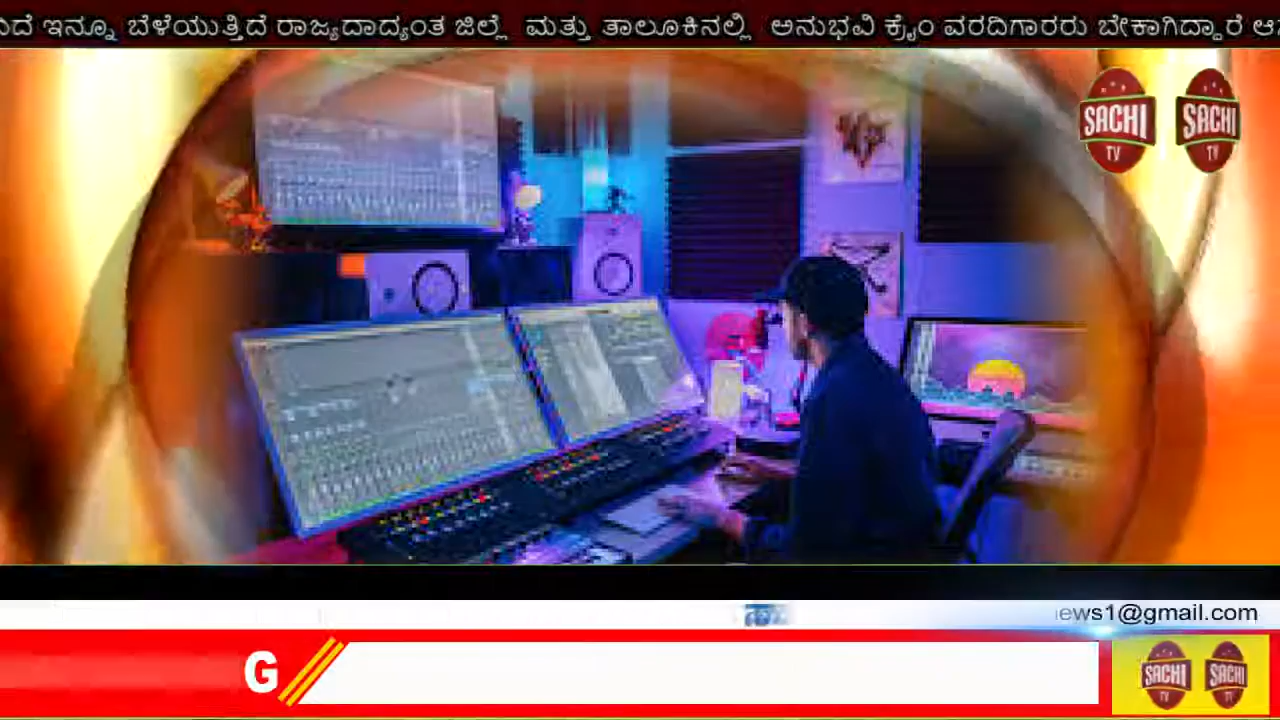 ಇನ್ನೂ ಬೆಳೆಯುತ್ತಿದೆ ರಾಜ್ಯದಾದ್ಯಂತ ಜಿಲ್ಲೆ ಮತ್ತು ತಾಲೂಕಿನಲ್ಲಿ ಅನುಭವಿ ಕ್ರೈಂ ವರದಿಗಾರರು ಬೇಕಾಗಿದ್ದಾರೆ
SACHI TV SACHI TV
ews1@gmail.com
G
SACHI TV SACHI TV